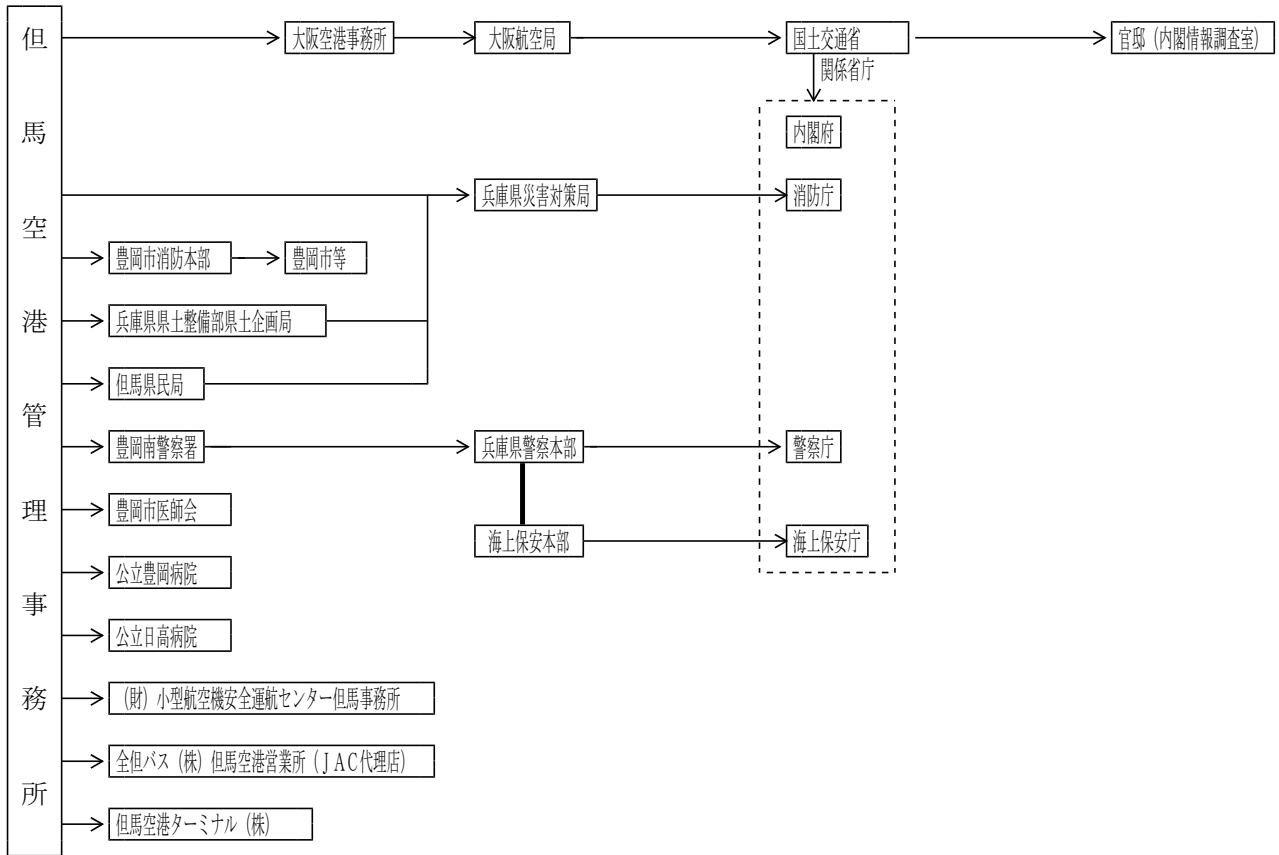 但馬空港管理事務所
大阪空港事務所
大阪航空局
国土交通省
官邸（内閣情報調査室）
関係省庁
内閣府
兵庫県災害対策局
消防庁
豊岡市消防本部
豊岡市等
兵庫県県土整備部県土企画局
但馬県民局
豊岡南警察署
兵庫県警察本部
警察庁
豊岡市医師会
海上保安本部
海上保安庁
公立豊岡病院
公立日高病院
（財）小型航空機安全運航センター但馬事務所
全但バス（株）但馬空港営業所（ＪＡＣ代理店）
但馬空港ターミナル（株）